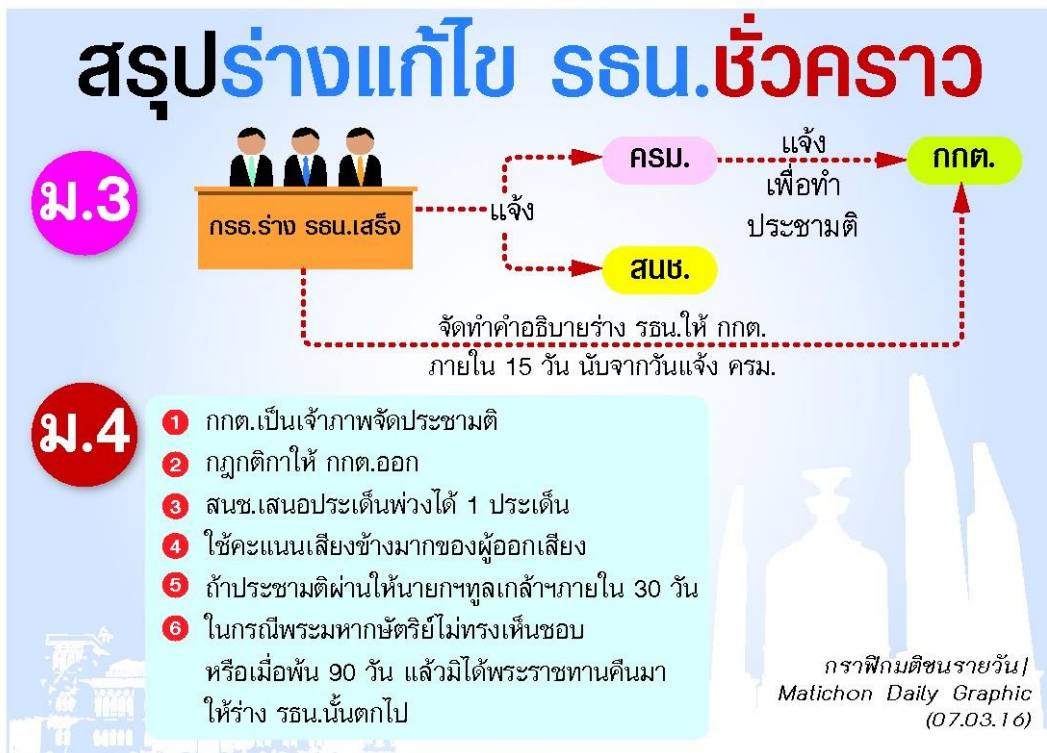 สรุปร่างแก้ไข รธน.ชั่วคราว
ม.3
กรธ.ร่าง รธน.เสร็จ
แจ้ง
ครม.
สนช.
แจ้ง
เพื่อทำ
ประชามติ
กกต.
จัดทำคำอธิบายร่าง รธน.ให้ กกต.
ภายใน 15 วัน นับจากวันแจ้ง ครม.
ม.4
1 กกต.เป็นเจ้าภาพจัดประชามติ
2 กฎกติกาให้ กกต.ออก
3 สนช.เสนอประเด็นพ่วงได้ 1 ประเด็น
4 ใช้คะแนนเสียงข้างมากของผู้ออกเสียง
5 ถ้าประชามติผ่านให้นายกฯทูลเกล้าฯภายใน 30 วัน
6 ในกรณีพระมหากษัตริย์ไม่ทรงเห็นชอบ
หรือเมื่อพ้น 90 วัน แล้วมิได้พระราชทานคืนมา
ให้ร่าง รธน.นั้นตกไป
กราฟิกมติชนรายวัน|
Matichon Daily Graphic
(07.03.16)